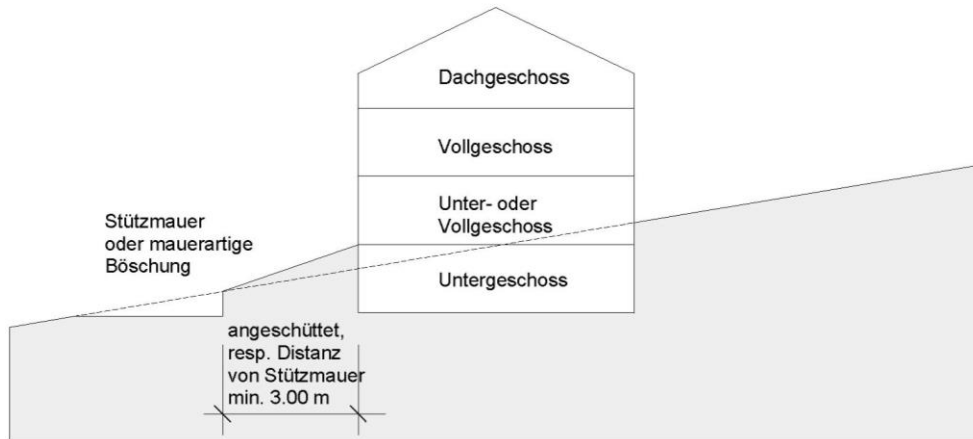 Dachgeschoss
Vollgeschoss
Unter- oder
Vollgeschoss
Stützmauer
oder mauerartige
Böschung
Untergeschoss
angeschüttet,
resp. Distanz
von Stützmauer
min. 3.00 m